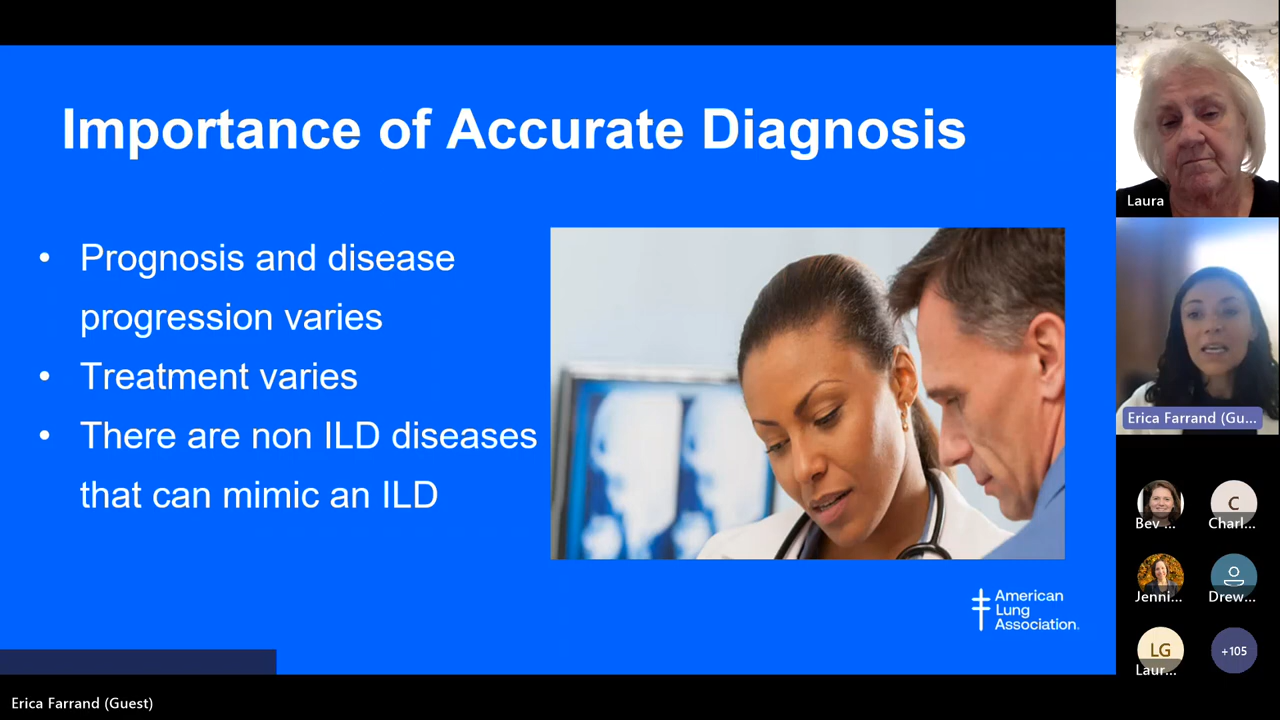 Importance of Accurate Diagnosis
• Prognosis and disease
progression varies
• Treatment varies
• There are non ILD diseases
that can mimic an ILD
American
Lung
Association.
Laura
Erica Farrand (Gu...
C
Bev ...
Charl...
Jenni...
Drew...
LG
Laur...
+105
Erica Farrand (Guest)